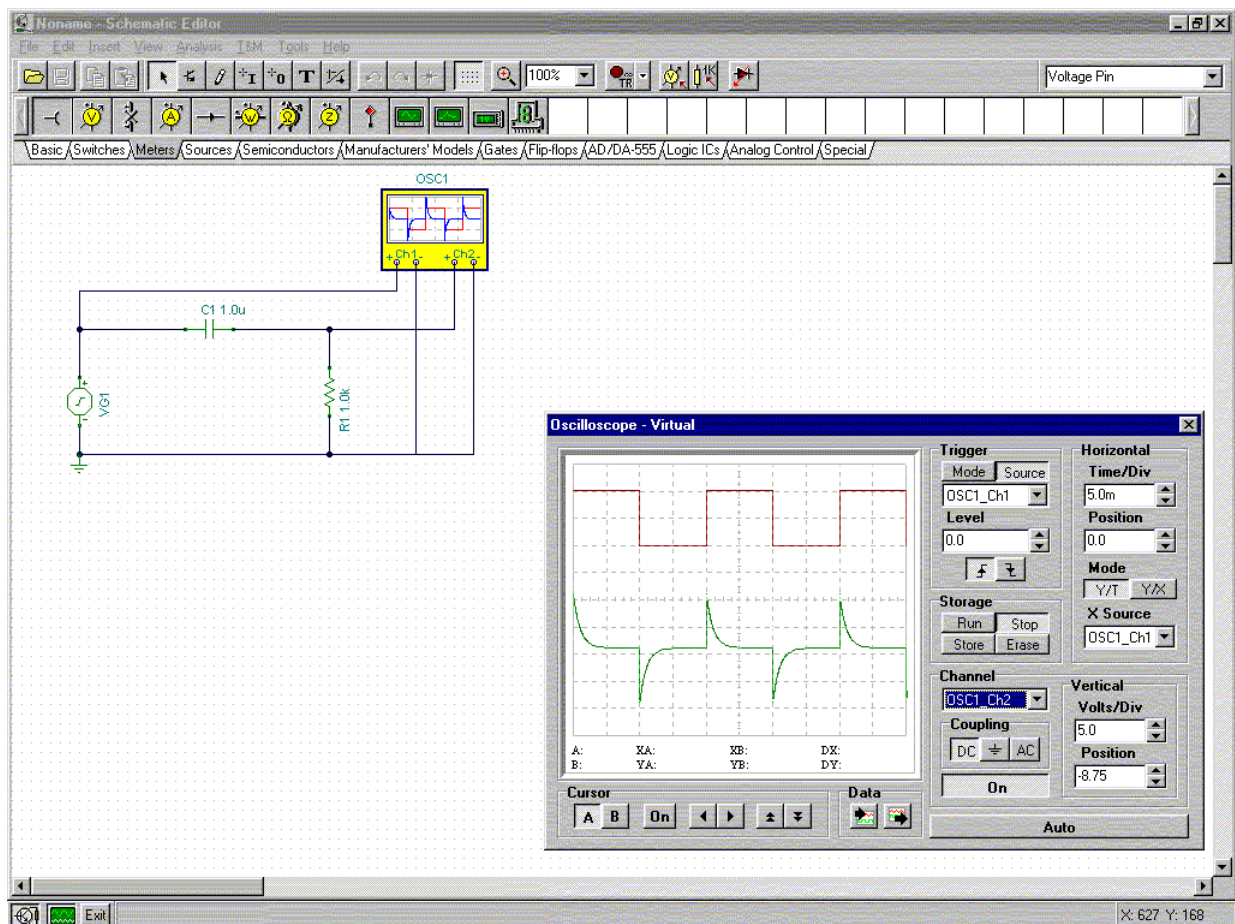 Noname - Schematic Editor
File Edit Insert View Analysis T&M Tools Help
T 100% TR 1K Voltage Pin
V A W Ω Z
Basic Switches Meters Sources Semiconductors Manufacturers' Models Gates Flip-flops AD/DA-555 Logic ICs Analog Control Special
OSC1
+ Ch1 - + Ch2 -
C1 1.0u
+
VG1
-
R1 1.0k
Oscilloscope - Virtual
Trigger
Mode Source
OSC1_Ch1
Level
0.0
Storage
Run Stop
Store Erase
Horizontal
Time/Div
5.0m
Position
0.0
Mode
Y/T Y/X
X Source
OSC1_Ch1
Channel
OSC1_Ch2
Coupling
DC AC
On
Vertical
Volts/Div
5.0
Position
-8.75
A: XA: XB: DX:
B: YA: YB: DY:
Cursor
A B On
Data
Auto
Exit
X: 627 Y: 168